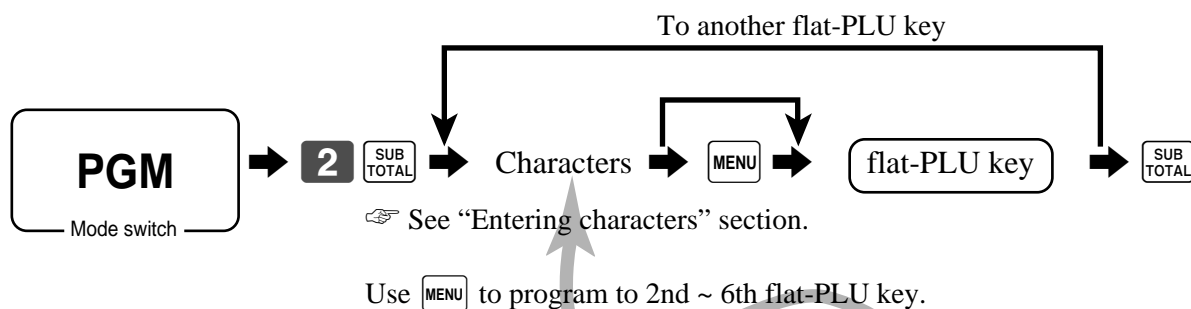 To another flat-PLU key
PGM
Mode switch
2 SUB TOTAL Characters MENU flat-PLU key SUB TOTAL
☞ See “Entering characters” section.
Use MENU to program to 2nd ~ 6th flat-PLU key.